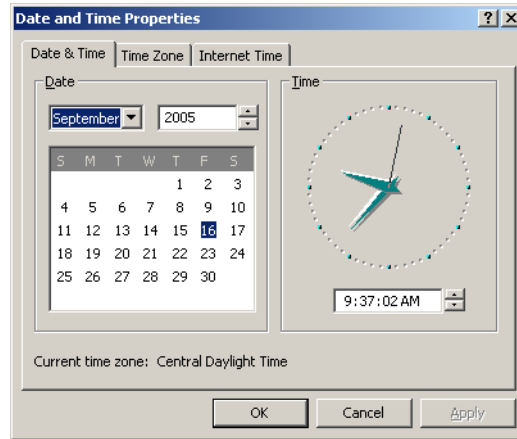 Date and Time Properties
Date & Time Time Zone Internet Time
Date
September 2005
S M T W T F S
1 2 3
4 5 6 7 8 9 10
11 12 13 14 15 16 17
18 19 20 21 22 23 24
25 26 27 28 29 30
Time
9:37:02 AM
Current time zone: Central Daylight Time
OK Cancel Apply